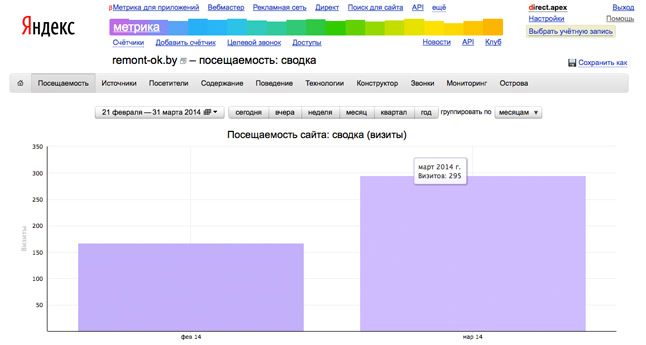 βМетрика для приложений Вебмастер Рекламная сеть Директ Поиск для сайта API ещё
direct.apex Выход
Яндекс
метрика
Настройки Помощь
Выбрать учётную запись
Счётчики Добавить счётчик Целевой звонок Доступы Новости API Клуб
remont-ok.by – посещаемость: сводка
Сохранить как
Посещаемость Источники Посетители Содержание Поведение Технологии Конструктор Звонки Мониторинг Острова
21 февраля — 31 марта 2014 сегодня вчера неделя месяц квартал год группировать по месяцам
Посещаемость сайта: сводка (визиты)
350
300
250
200
150
100
50
Визиты
март 2014 г.
Визитов: 295
фев 14 мар 14